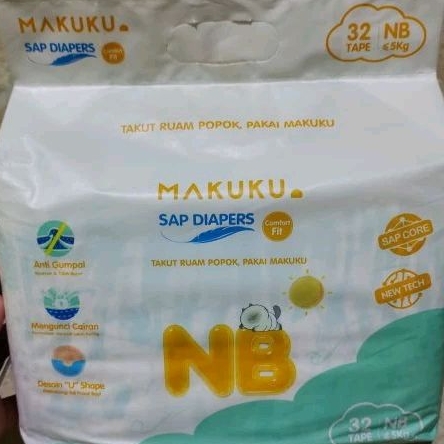 MAKUKU
SAP DIAPERS
Comfort
Fit
32 NB
TAPE ≤5Kg
TAKUT RUAM POPOK, PAKAI MAKUKU
MAKUKU
SAP DIAPERS
Comfort
Fit
TAKUT RUAM POPOK, PAKAI MAKUKU
Anti Gumpal
SAP CORE
NEW TECH
Mengunci Cairan
NB
Desain "U" Shape
32 NB
TAPE ≤5Kg